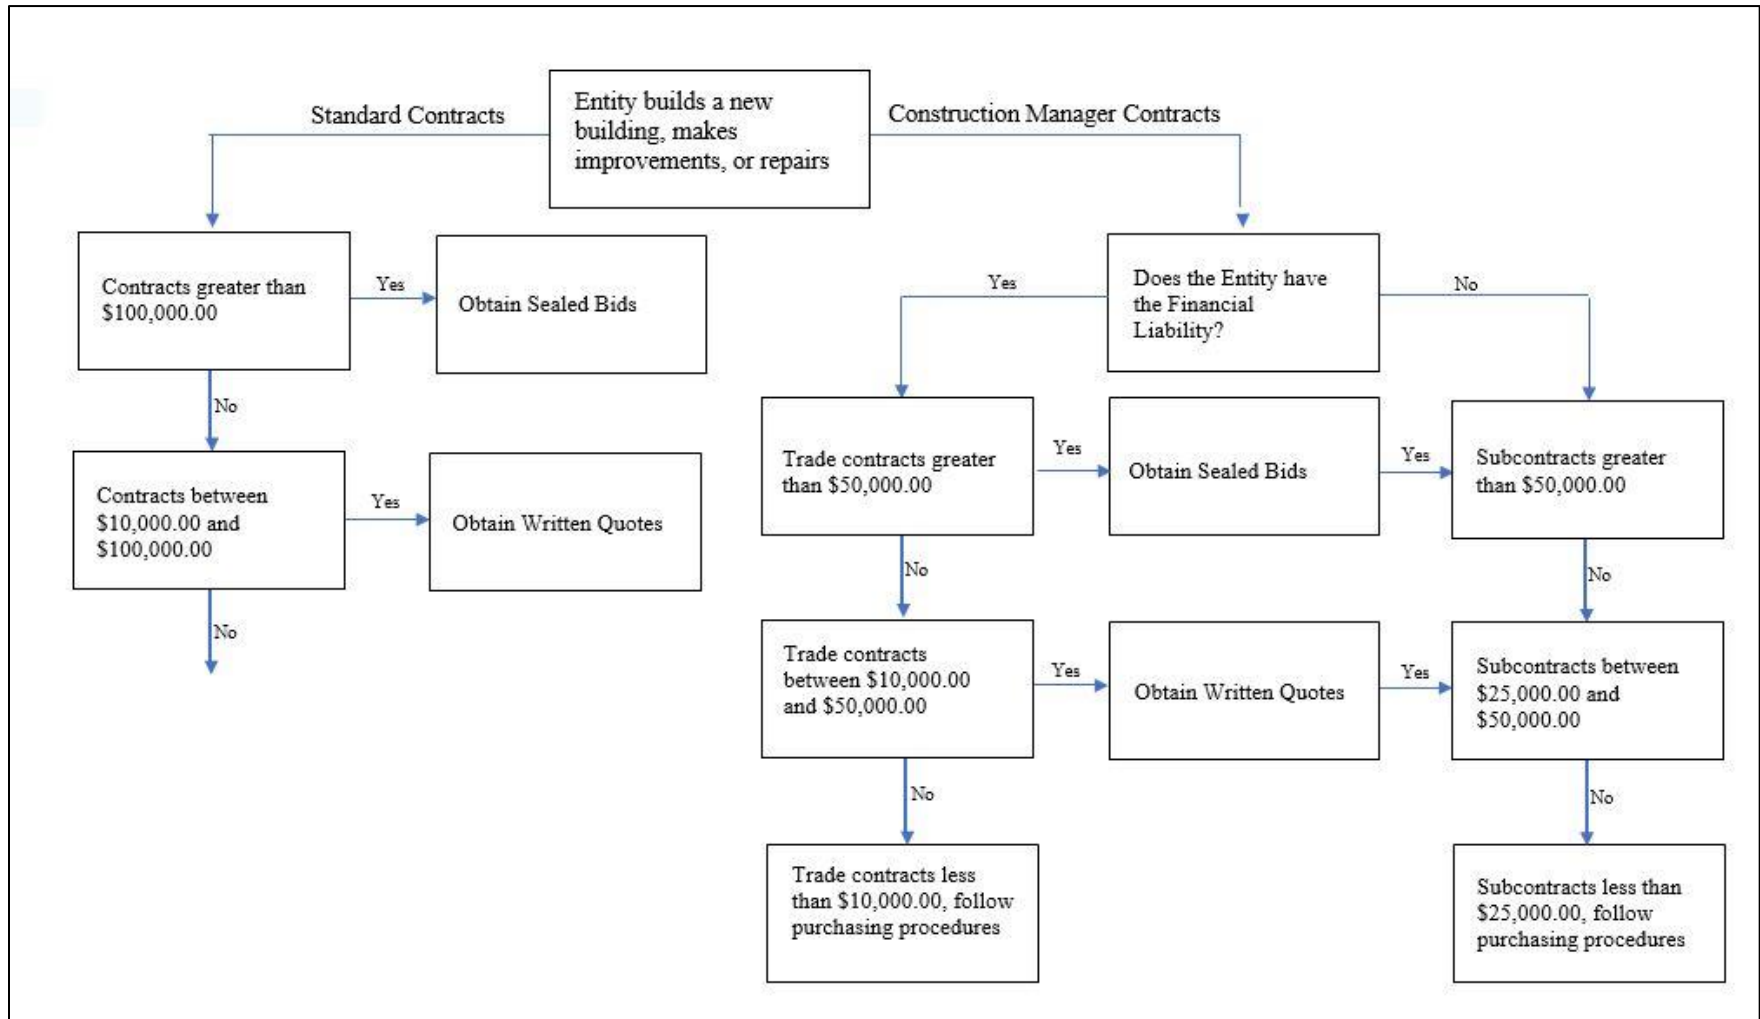 Entity builds a new
building, makes
improvements, or repairs
Standard Contracts
Construction Manager Contracts
Contracts greater than
$100,000.00
Yes
Obtain Sealed Bids
No
Contracts between
$10,000.00 and
$100,000.00
Yes
Obtain Written Quotes
No
Does the Entity have
the Financial
Liability?
Yes
No
Trade contracts greater
than $50,000.00
Yes
Obtain Sealed Bids
Yes
Subcontracts greater
than $50,000.00
No
No
Trade contracts
between $10,000.00
and $50,000.00
Yes
Obtain Written Quotes
Yes
Subcontracts between
$25,000.00 and
$50,000.00
No
No
Trade contracts less
than $10,000.00, follow
purchasing procedures
Subcontracts less than
$25,000.00, follow
purchasing procedures